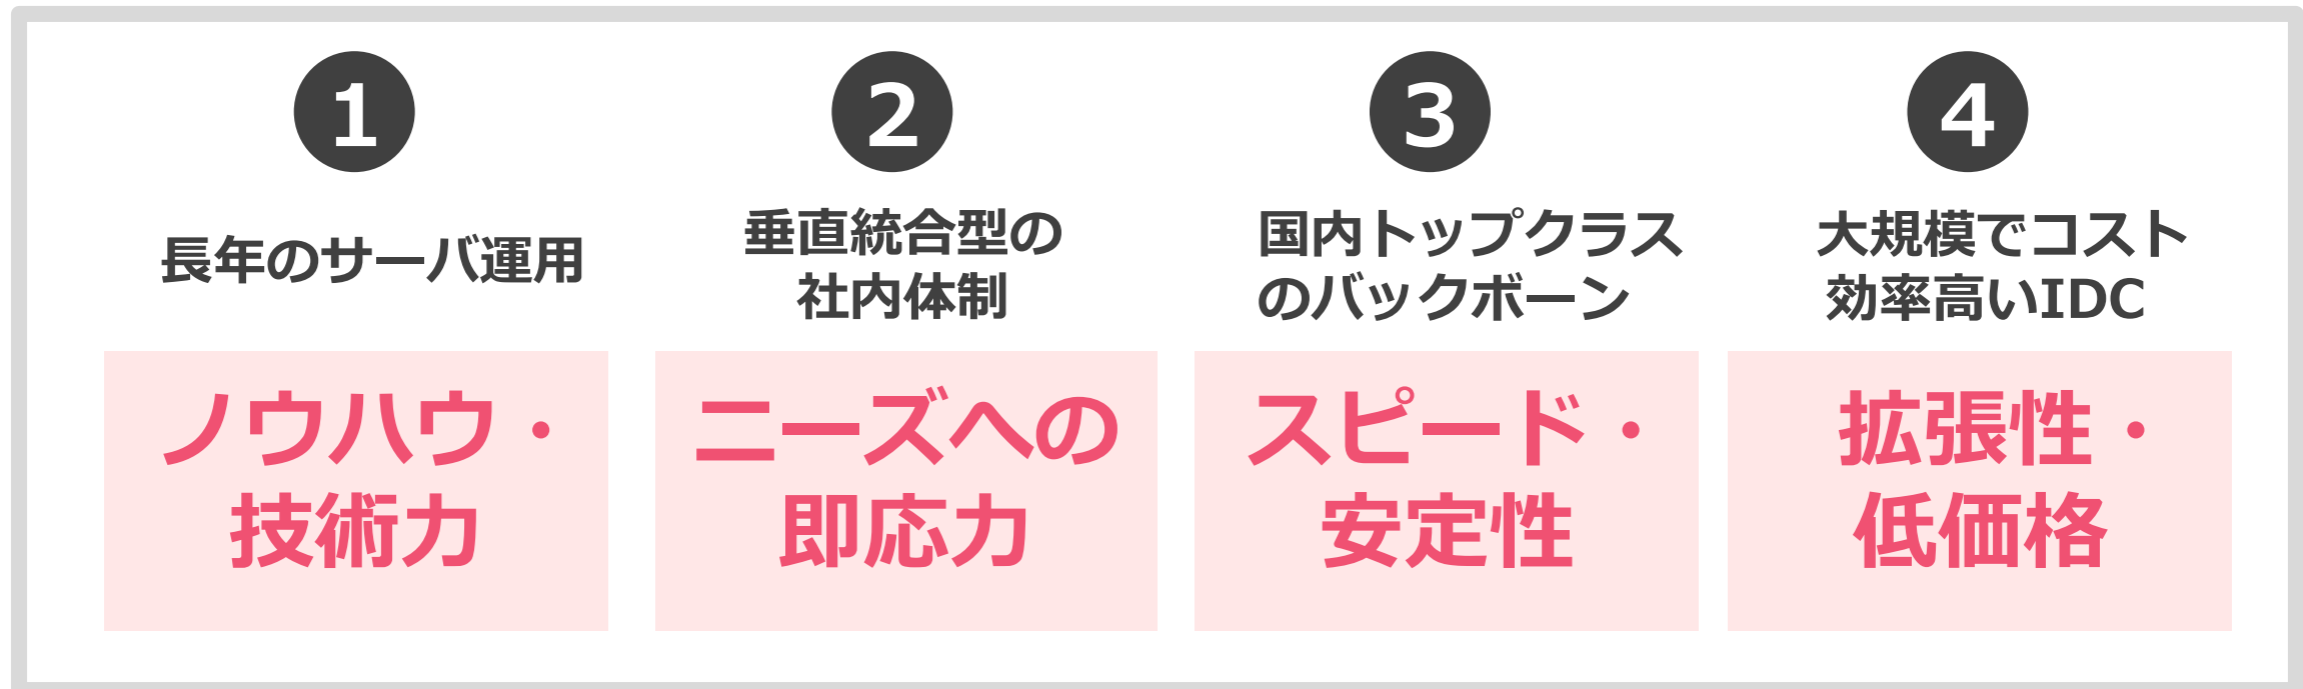 1
長年のサーバ運用
ノウハウ・
技術力
2
垂直統合型の
社内体制
ニーズへの
即応力
3
国内トップクラス
のバックボーン
スピード・
安定性
4
大規模でコスト
効率高いIDC
拡張性・
低価格